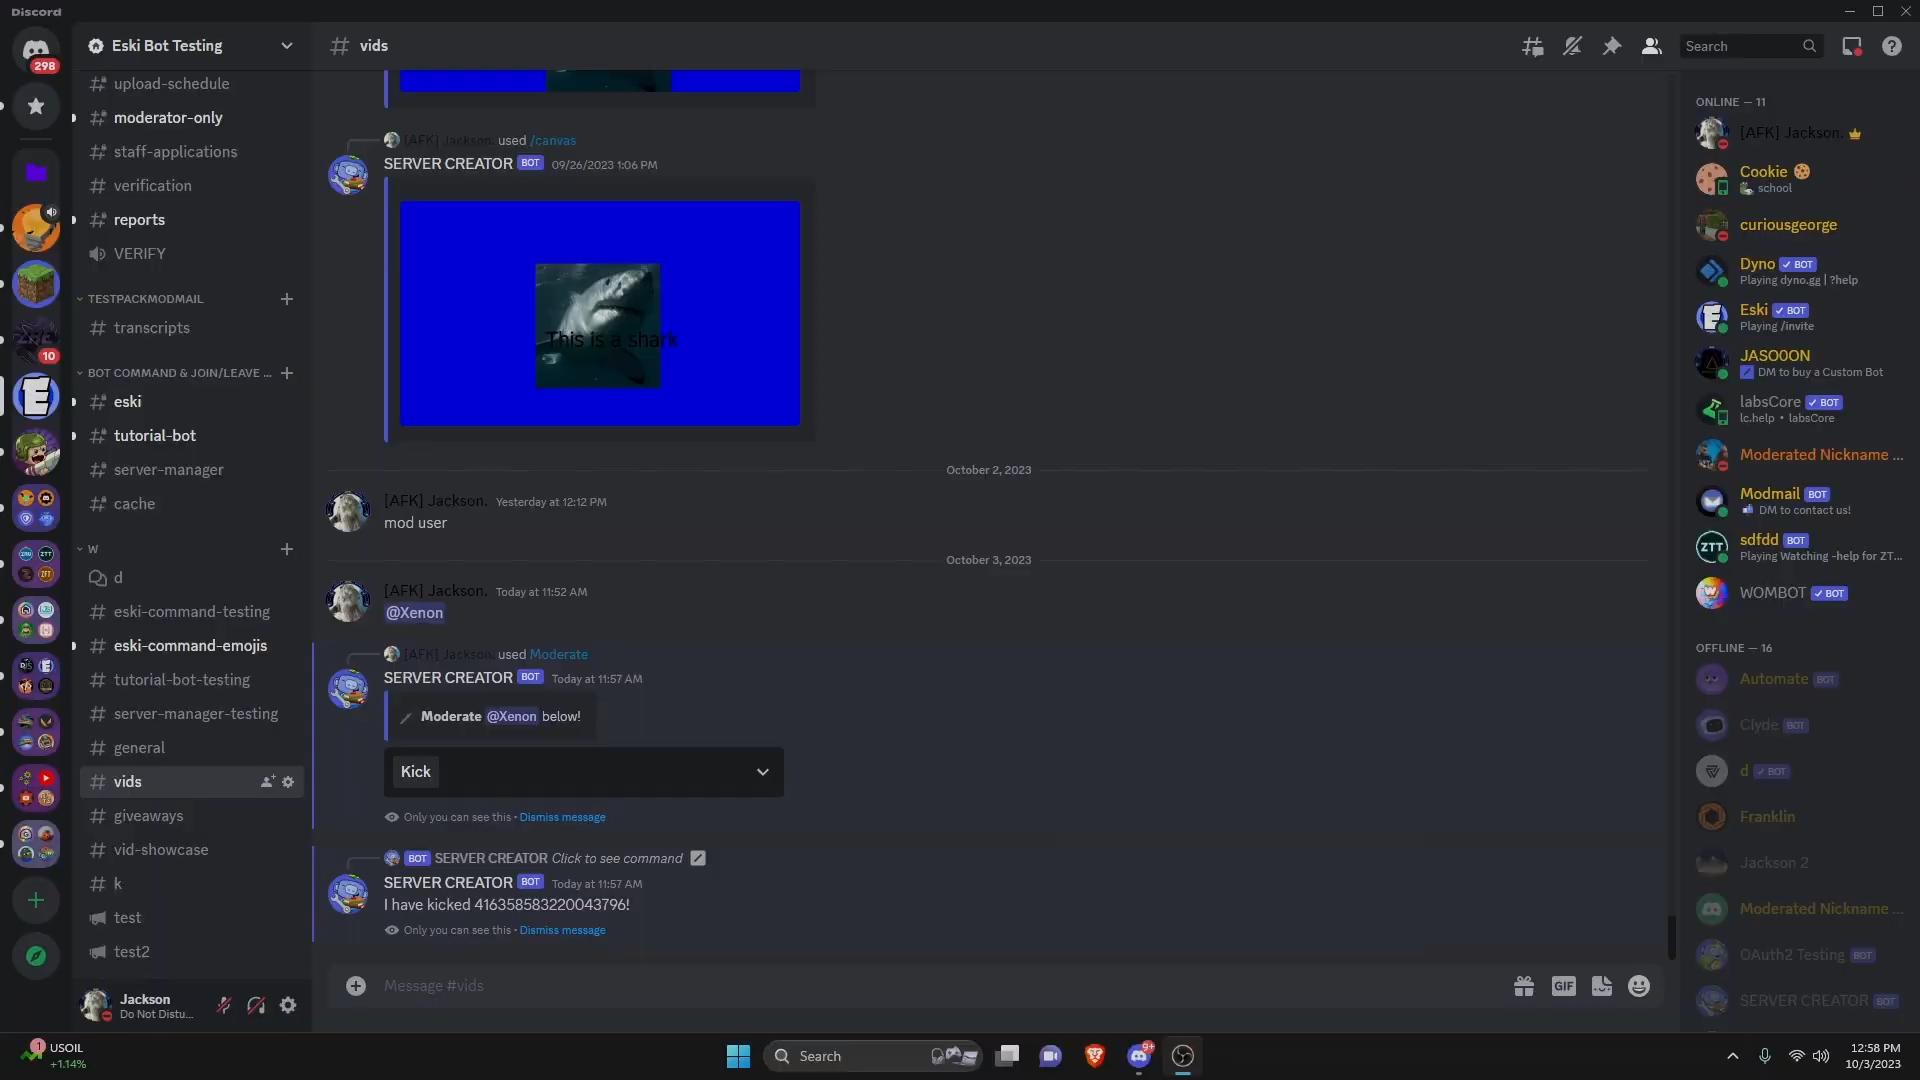 Discord
298
Eski Bot Testing
upload-schedule
moderator-only
staff-applications
verification
reports
VERIFY
TESTPACKMODMAIL
transcripts
10
BOT COMMAND & JOIN/LEAVE ...
eski
tutorial-bot
server-manager
cache
W
d
eski-command-testing
eski-command-emojis
tutorial-bot-testing
server-manager-testing
general
vids
giveaways
vid-showcase
k
test
test2
Jackson
Do Not Distu...
vids
Search
[AFK] Jackson. used /canvas
SERVER CREATOR BOT 09/26/2023 1:06 PM
This is a shark
October 2, 2023
[AFK] Jackson. Yesterday at 12:12 PM
mod user
October 3, 2023
[AFK] Jackson. Today at 11:52 AM
@Xenon
[AFK] Jackson. used Moderate
SERVER CREATOR BOT Today at 11:57 AM
Moderate @Xenon below!
Kick
Only you can see this • Dismiss message
BOT SERVER CREATOR Click to see command
SERVER CREATOR BOT Today at 11:57 AM
I have kicked 416358583220043796!
Only you can see this • Dismiss message
Message #vids
GIF
ONLINE — 11
[AFK] Jackson.
Cookie
school
curiousgeorge
Dyno BOT
Playing dyno.gg | ?help
Eski BOT
Playing /invite
JASO0ON
DM to buy a Custom Bot
labsCore BOT
lc.help • labsCore
Moderated Nickname ...
Modmail BOT
DM to contact us!
ZTT
sdfdd BOT
Playing Watching -help for ZT...
WOMBOT BOT
OFFLINE — 16
Automate BOT
Clyde BOT
d BOT
Franklin
Jackson 2
Moderated Nickname ...
OAuth2 Testing BOT
SERVER CREATOR BOT
1
USOIL
+1.14%
Search
9+
12:58 PM
10/3/2023